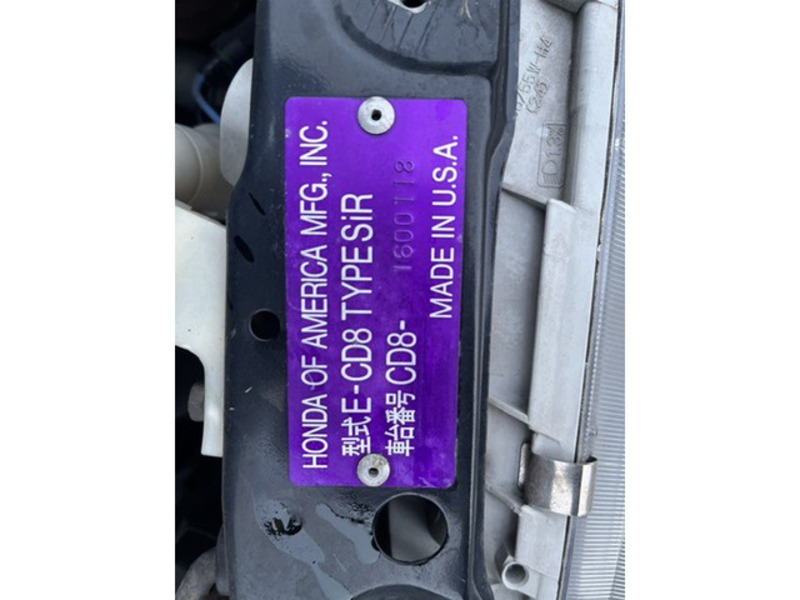 HONDA OF AMERICA MFG., INC.
型式 E-CD8 TYPE SiR
車台番号 CD8- 1600118
MADE IN U.S.A.